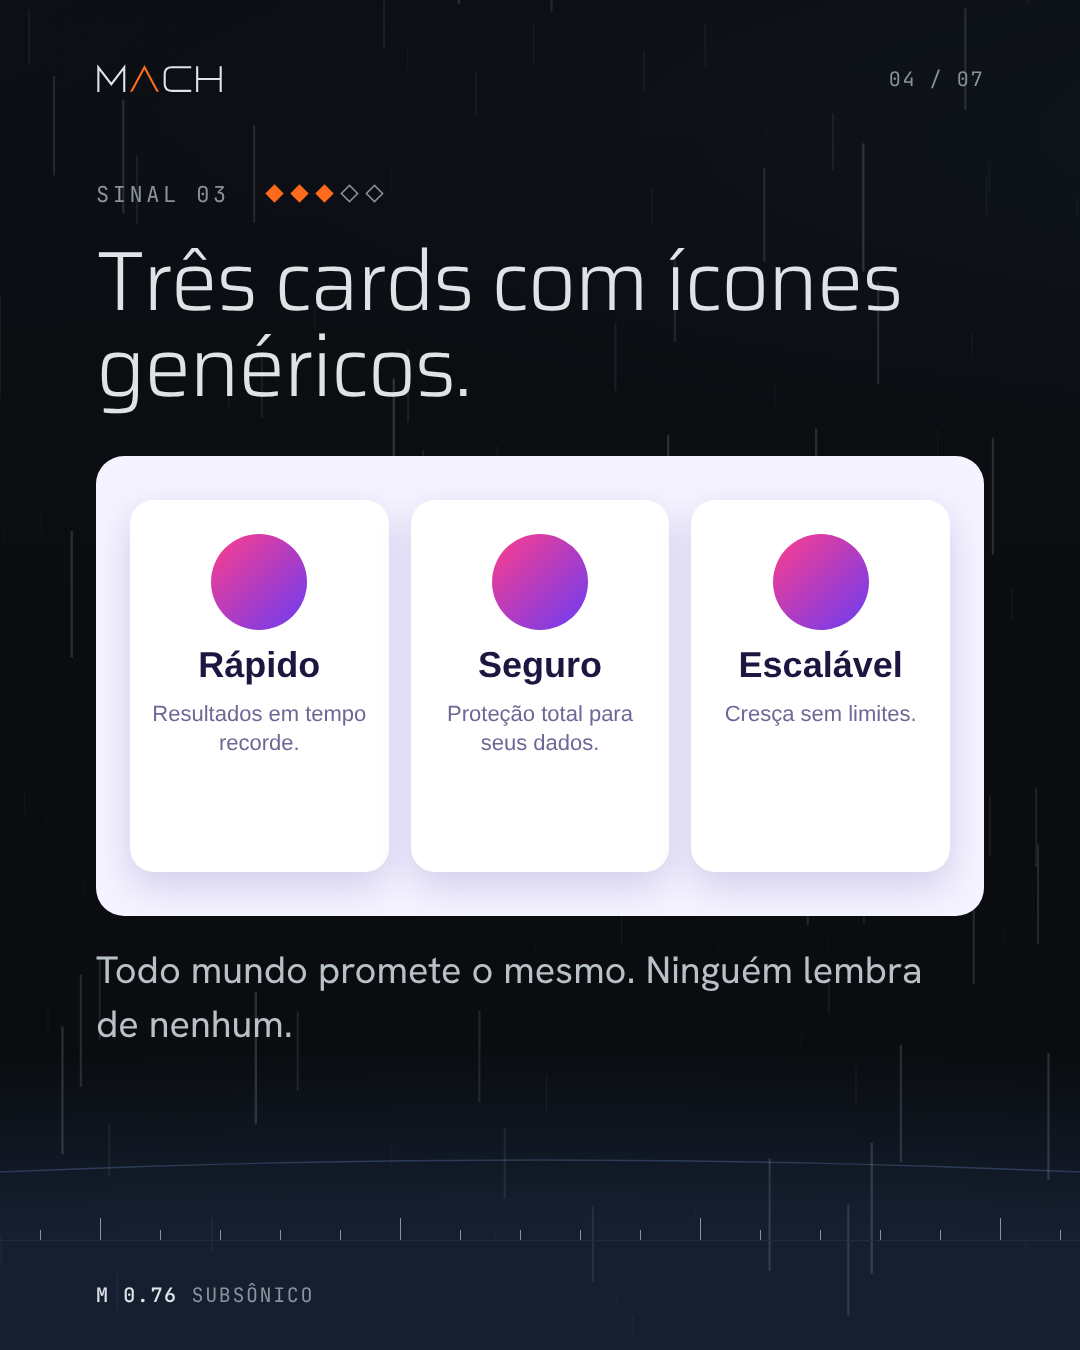 MACH
04 / 07
SINAL 03
Três cards com ícones
genéricos.
Rápido
Resultados em tempo
recorde.
Seguro
Proteção total para
seus dados.
Escalável
Cresça sem limites.
Todo mundo promete o mesmo. Ninguém lembra
de nenhum.
M 0.76 SUBSÔNICO